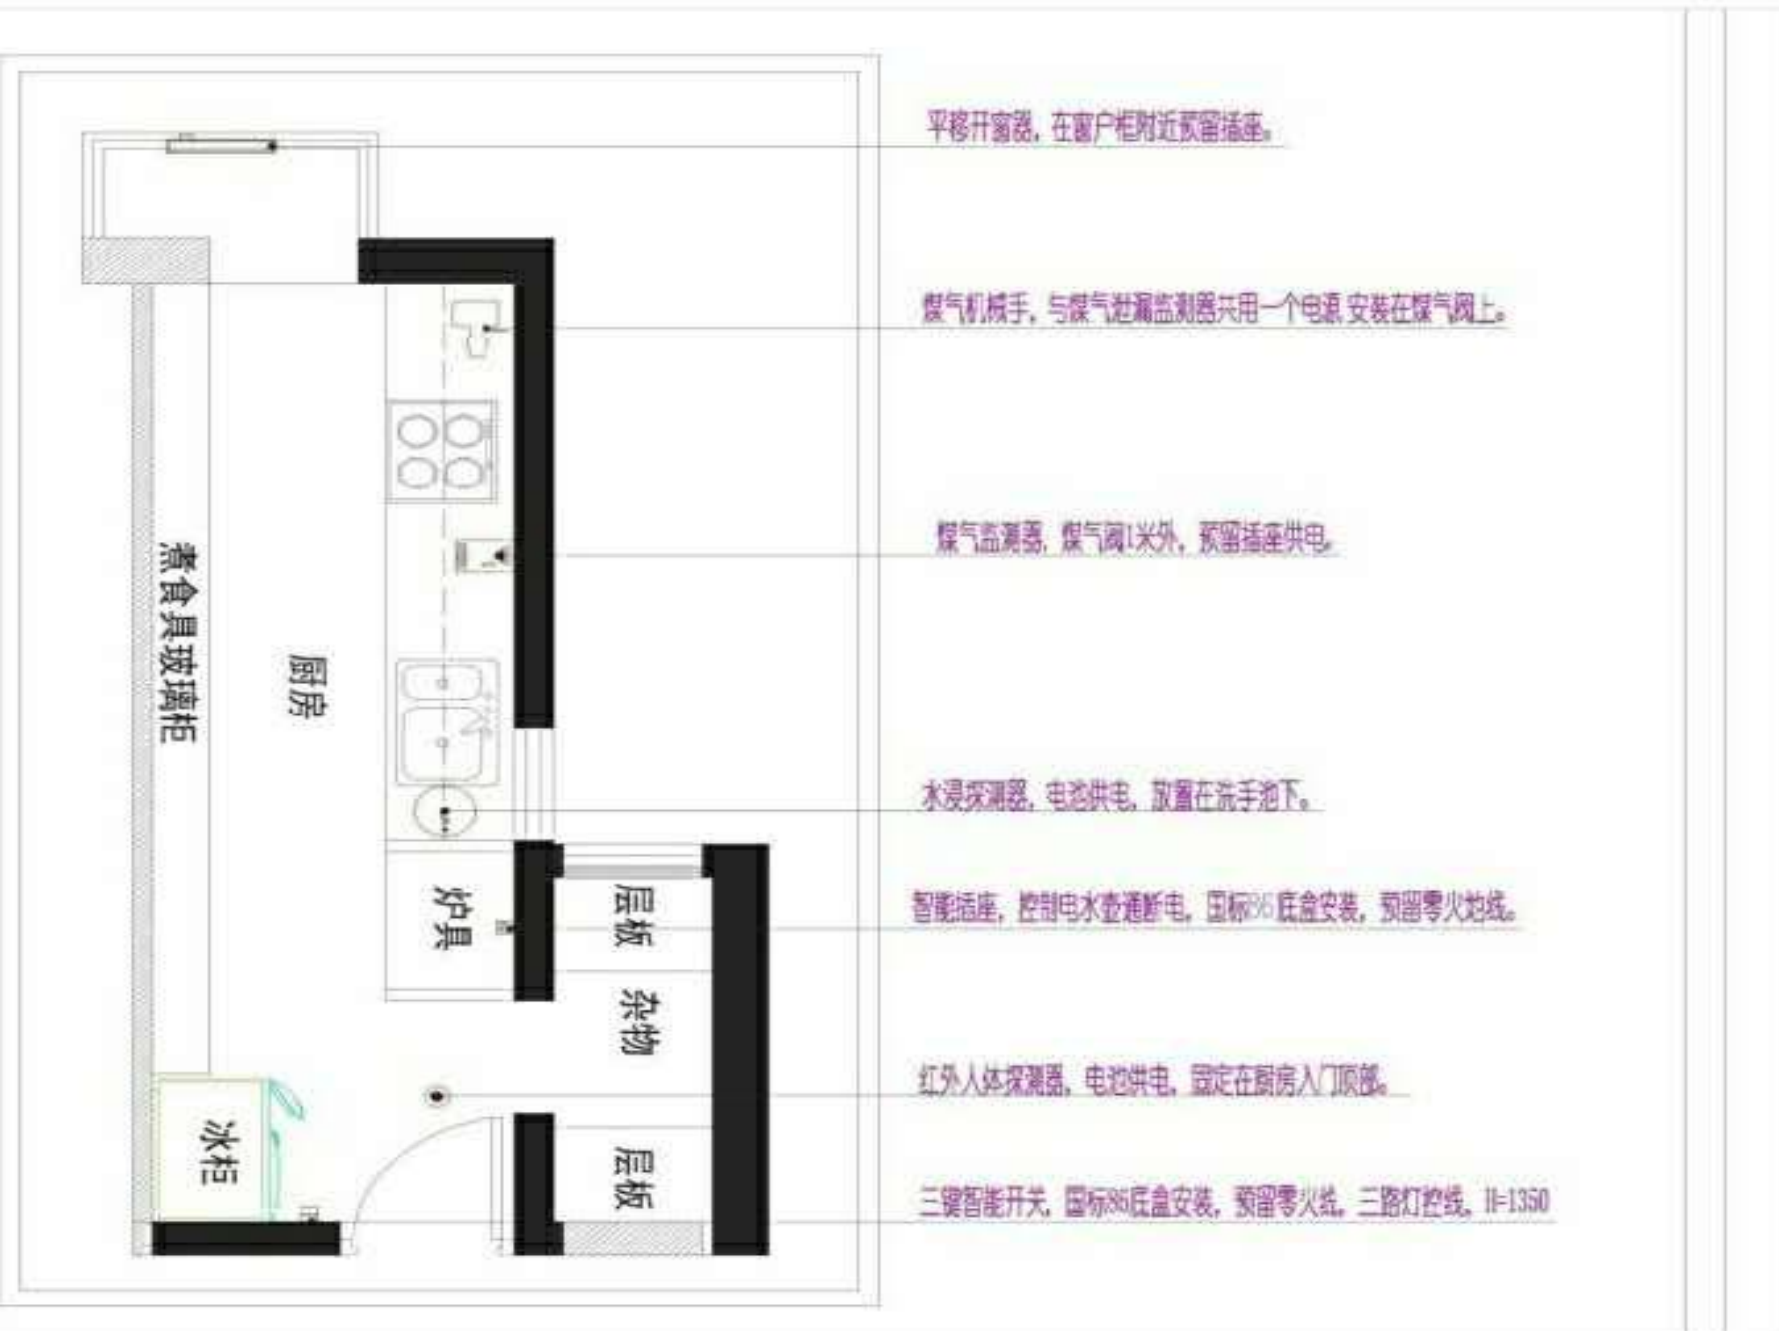 平移开窗器，在窗户柜附近预留插座。
煤气机械手，与煤气泄漏监测器共用一个电源 安装在煤气阀上。
煤气监测器，煤气阀1米外，预留插座供电。
煮食具玻璃柜
厨房
水浸探测器，电池供电，放置在洗手池下。
炉具
层板
智能插座，控制电水壶通断电，国标86底盒安装，预留零火地线。
杂物
红外人体探测器，电池供电，固定在厨房入门顶部。
冰柜
层板
三键智能开关，国标86底盒安装，预留零火线，三路灯控线，H=1350